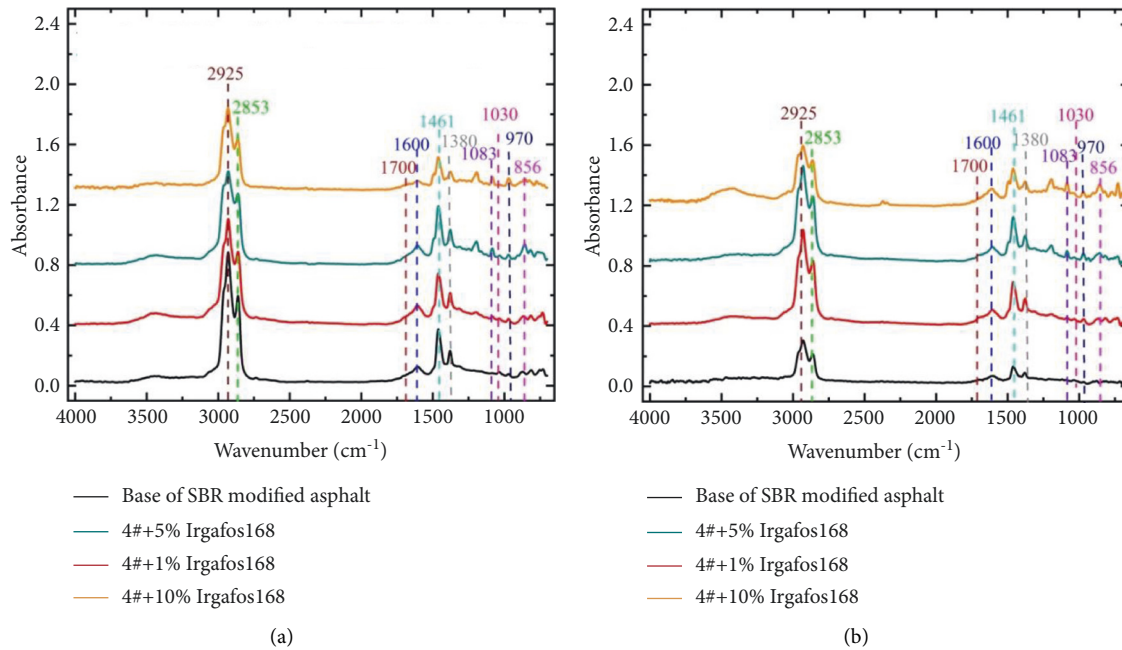 2.4
2.0
1.6
1.2
0.8
0.4
0.0
Absorbance
2925
2853
1700
1600
1461
1380
1083
1030
970
856
4000 3500 3000 2500 2000 1500 1000
Wavenumber (cm-1)
Base of SBR modified asphalt
4#+5% Irgafos168
4#+1% Irgafos168
4#+10% Irgafos168
(a)
2.4
2.0
1.6
1.2
0.8
0.4
0.0
Absorbance
2925
2853
1700
1600
1461
1380
1083
1030
970
856
4000 3500 3000 2500 2000 1500 1000
Wavenumber (cm-1)
Base of SBR modified asphalt
4#+5% Irgafos168
4#+1% Irgafos168
4#+10% Irgafos168
(b)